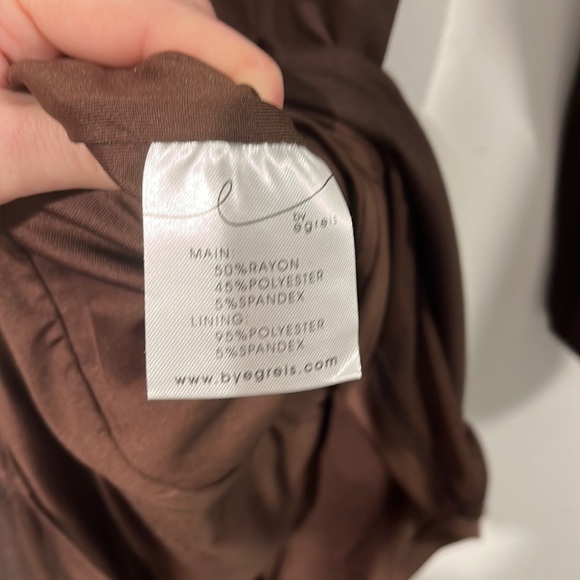 e
by
egreis
MAIN:
50%RAYON
45%POLYESTER
5%SPANDEX
LINING:
95%POLYESTER
5%SPANDEX
www.byegreis.com